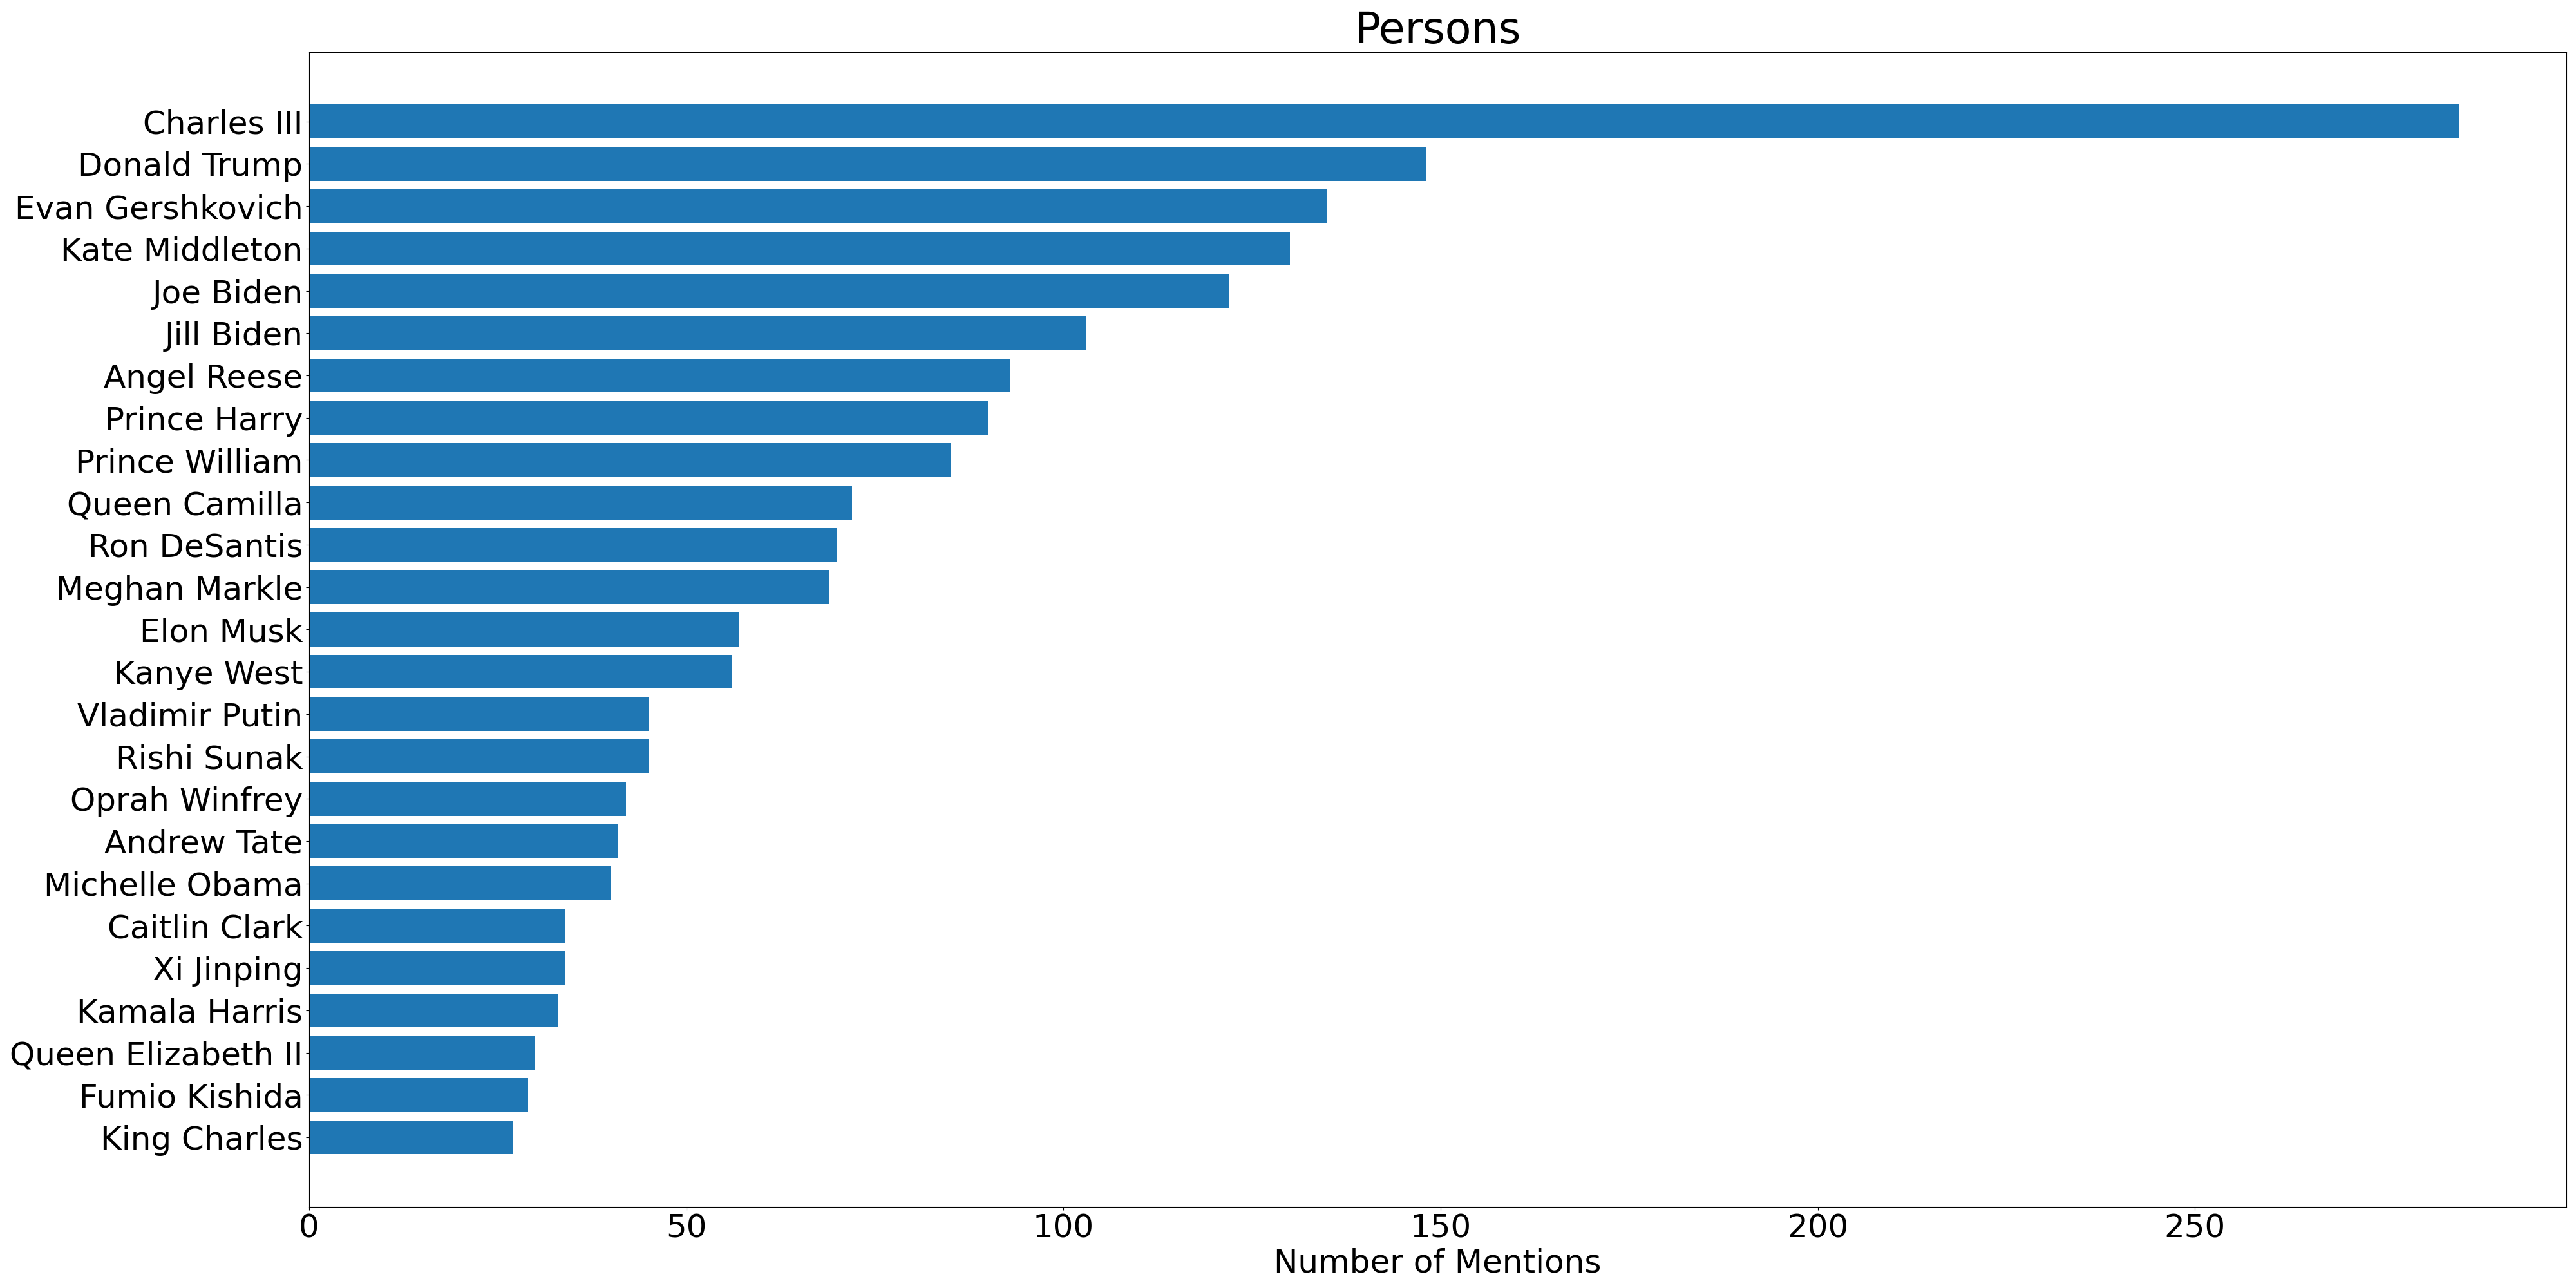 Persons
Charles III
Donald Trump
Evan Gershkovich
Kate Middleton
Joe Biden
Jill Biden
Angel Reese
Prince Harry
Prince William
Queen Camilla
Ron DeSantis
Meghan Markle
Elon Musk
Kanye West
Vladimir Putin
Rishi Sunak
Oprah Winfrey
Andrew Tate
Michelle Obama
Caitlin Clark
Xi Jinping
Kamala Harris
Queen Elizabeth II
Fumio Kishida
King Charles
0 50 100 150 200 250
Number of Mentions